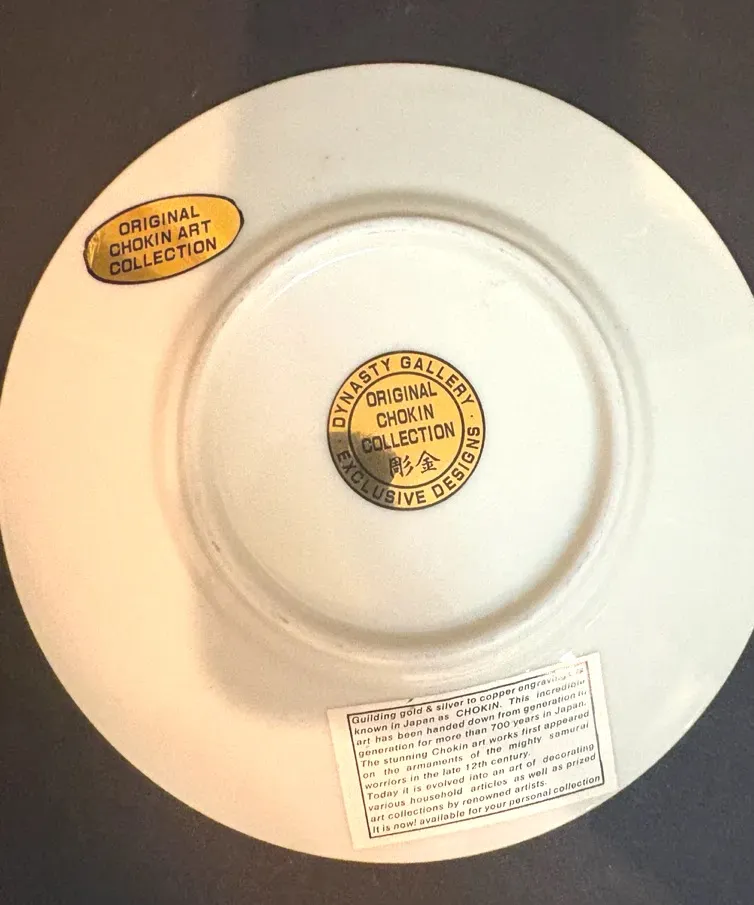 ORIGINAL
CHOKIN ART
COLLECTION
DYNASTY GALLERY
ORIGINAL
CHOKIN
COLLECTION
彫金
EXCLUSIVE DESIGNS
Guilding gold & silver to copper engraving is
known in Japan as CHOKIN. This incredible
art has been handed down from generation to
generation for more than 700 years in Japan.
The stunning Chokin art works first appeared
on the armaments of the mighty samurai
worriors in the late 12th century.
Today it is evolved into an art of decorating
various household articles as well as prized
art collections by renowned artists.
It is now! available for your personal collection